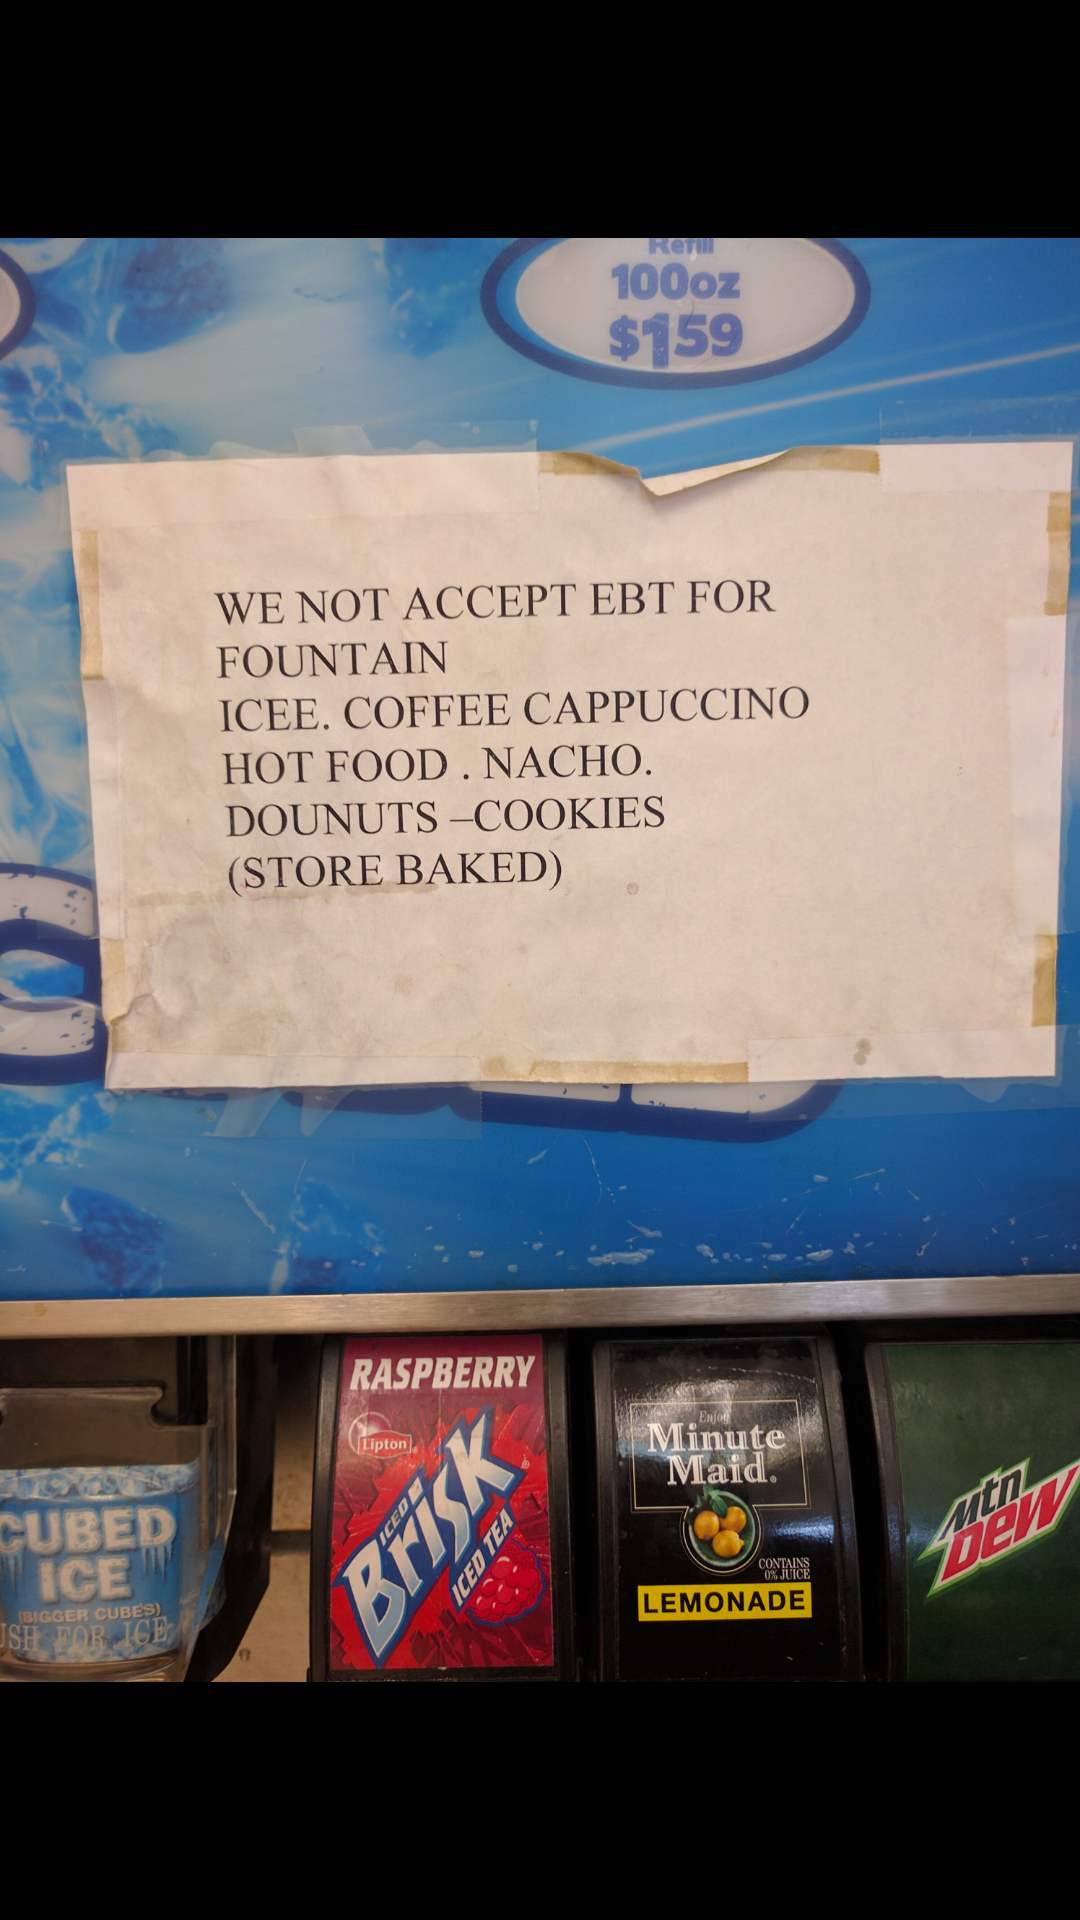 Refill
100oz
$1.59
WE NOT ACCEPT EBT FOR
FOUNTAIN
ICEE. COFFEE CAPPUCCINO
HOT FOOD . NACHO.
DOUNUTS –COOKIES
(STORE BAKED)
RASPBERRY
Lipton
ICED
Brisk
ICED TEA
Enjoy
Minute
Maid.
CONTAINS
0% JUICE
LEMONADE
Mtn
DEW
CUBED
ICE
(BIGGER CUBES)
FOR ICE